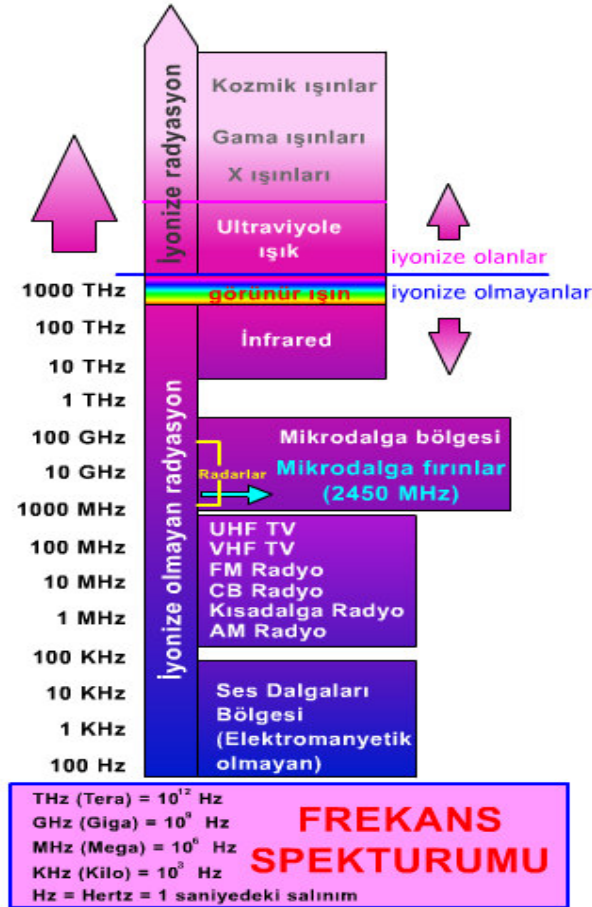 İyonize radyasyon
Kozmik ışınlar
Gama ışınları
X ışınları
Ultraviyole
ışık
iyonize olanlar
1000 THz
görünür ışın
iyonize olmayanlar
100 THz
İnfrared
10 THz
1 THz
İyonize olmayan radyasyon
100 GHz
Mikrodalga bölgesi
10 GHz
Radarlar
Mikrodalga fırınlar
(2450 MHz)
1000 MHz
UHF TV
100 MHz
VHF TV
FM Radyo
10 MHz
CB Radyo
Kısadalga Radyo
1 MHz
AM Radyo
100 KHz
10 KHz
Ses Dalgaları
Bölgesi
1 KHz
(Elektromanyetik
olmayan)
100 Hz
THz (Tera) = 10¹² Hz
GHz (Giga) = 10⁹ Hz
MHz (Mega) = 10⁶ Hz
KHz (Kilo) = 10³ Hz
Hz = Hertz = 1 saniyedeki salınım
FREKANS
SPEKTURUMU